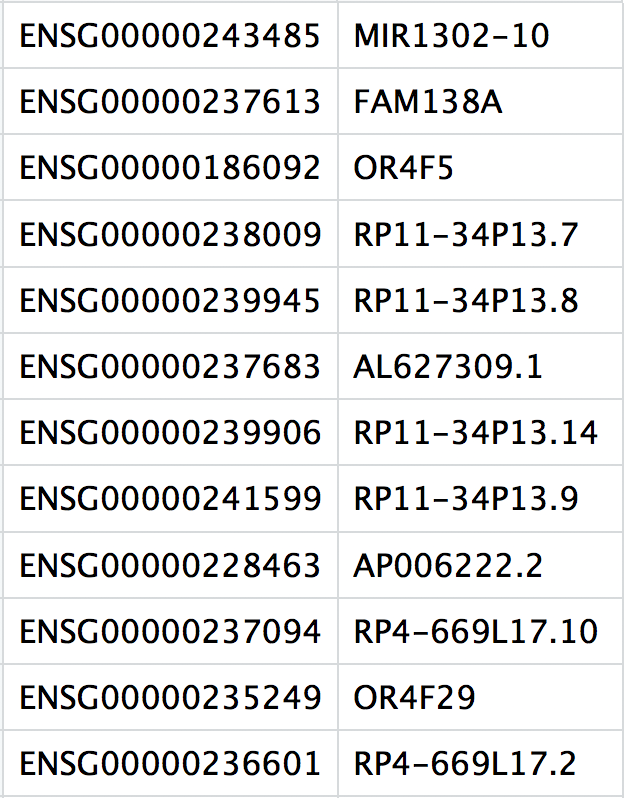 ENSG00000243485 MIR1302-10
ENSG00000237613 FAM138A
ENSG00000186092 OR4F5
ENSG00000238009 RP11-34P13.7
ENSG00000239945 RP11-34P13.8
ENSG00000237683 AL627309.1
ENSG00000239906 RP11-34P13.14
ENSG00000241599 RP11-34P13.9
ENSG00000228463 AP006222.2
ENSG00000237094 RP4-669L17.10
ENSG00000235249 OR4F29
ENSG00000236601 RP4-669L17.2